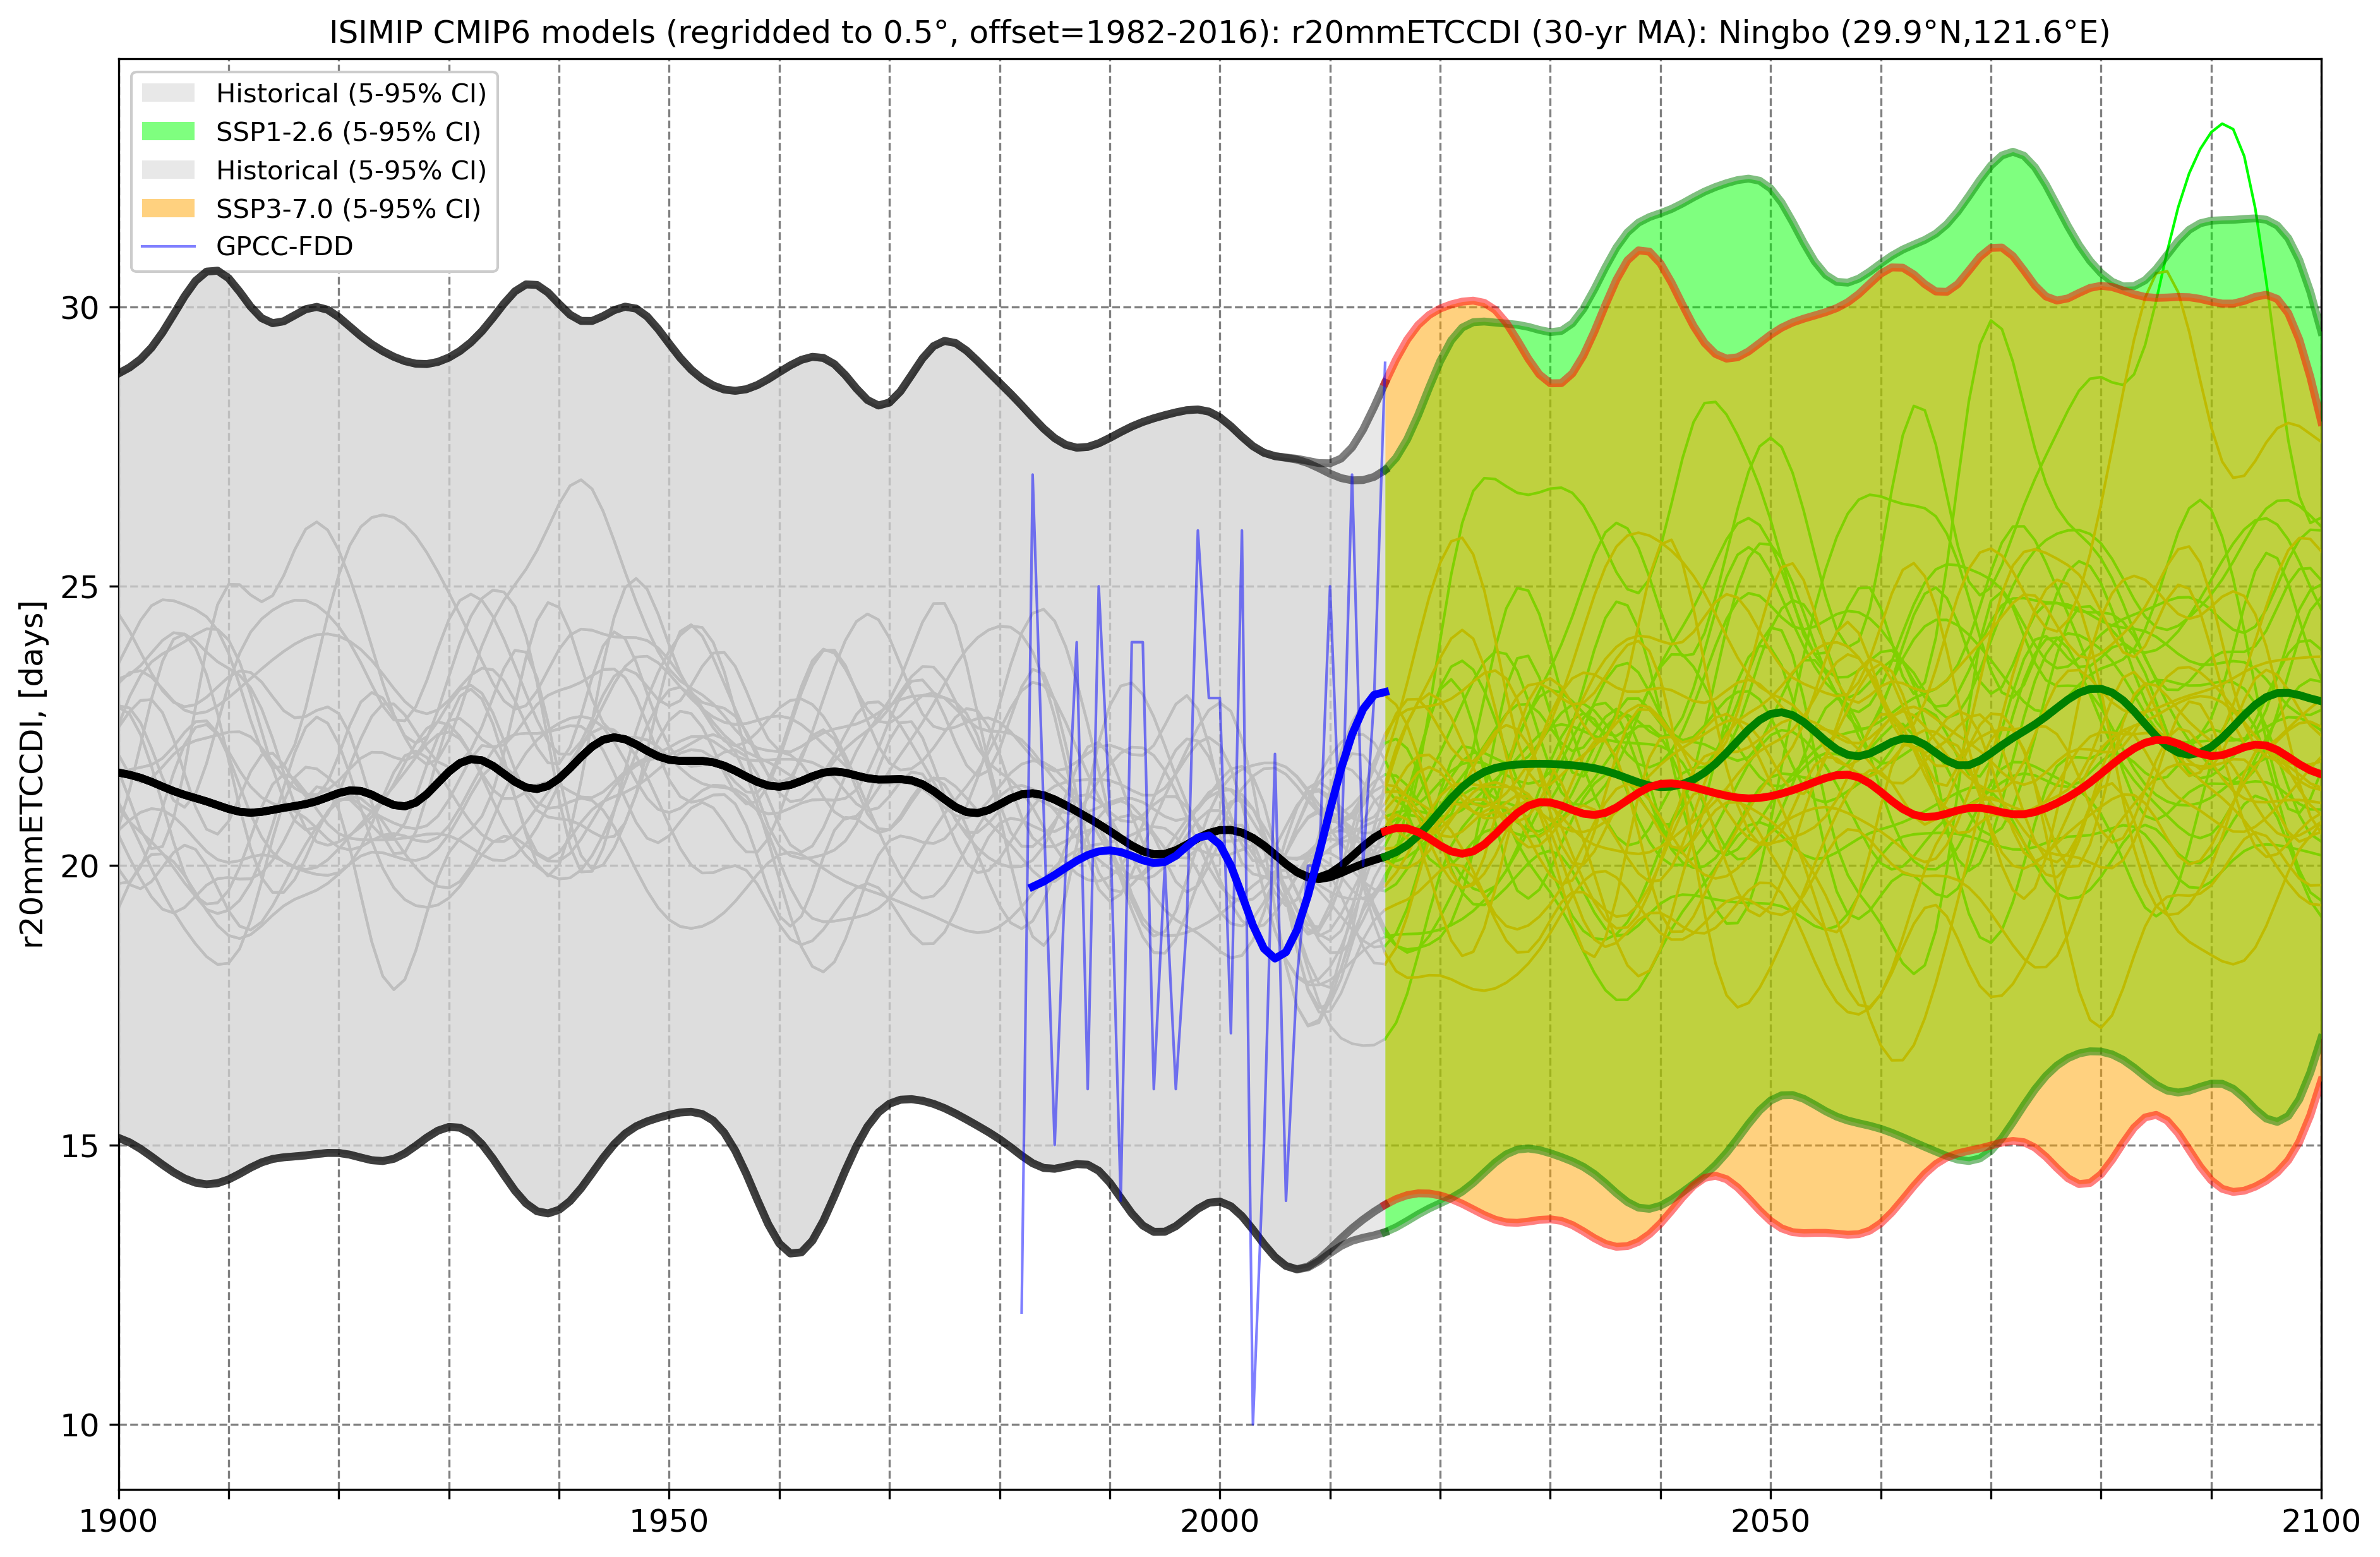 ISIMIP CMIP6 models (regridded to 0.5°, offset=1982-2016): r20mmETCCDI (30-yr MA): Ningbo (29.9°N,121.6°E)
Historical (5-95% CI)
SSP1-2.6 (5-95% CI)
Historical (5-95% CI)
SSP3-7.0 (5-95% CI)
GPCC-FDD
r20mmETCCDI, [days]
30
25
20
15
10
1900
1950
2000
2050
2100